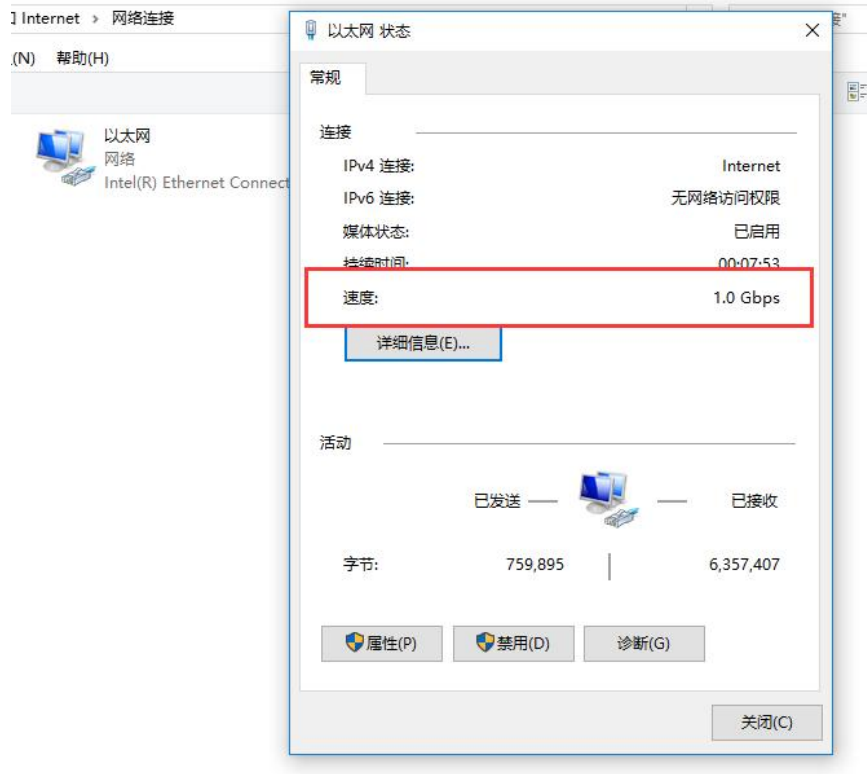 Internet › 网络连接
(N) 帮助(H)
以太网
网络
Intel(R) Ethernet Connect
以太网 状态
常规
连接
IPv4 连接: Internet
IPv6 连接: 无网络访问权限
媒体状态: 已启用
持续时间: 00:07:53
速度: 1.0 Gbps
详细信息(E)...
活动
已发送 已接收
字节: 759,895 6,357,407
属性(P) 禁用(D) 诊断(G)
关闭(C)